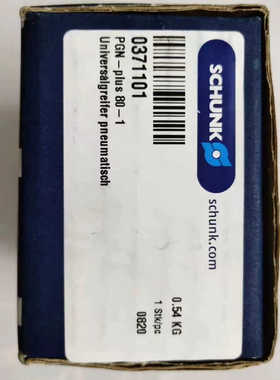 SCHUNK
schunk.com
0371101
PGN-plus 80-1
Universalgreifer pneumatisch
0.54 KG
1 Stk/pc
0820